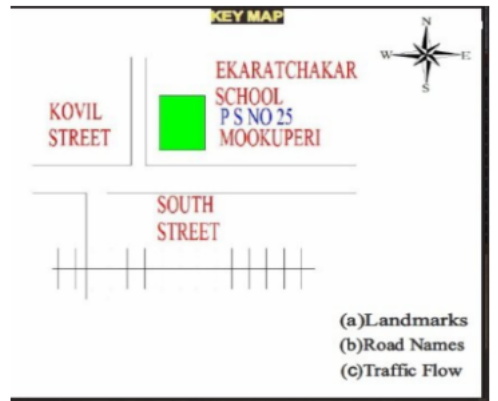 KEY MAP
N
W E
S
EKARATCHAKAR
SCHOOL
P S NO 25
MOOKUPERI
KOVIL
STREET
SOUTH
STREET
(a)Landmarks
(b)Road Names
(c)Traffic Flow